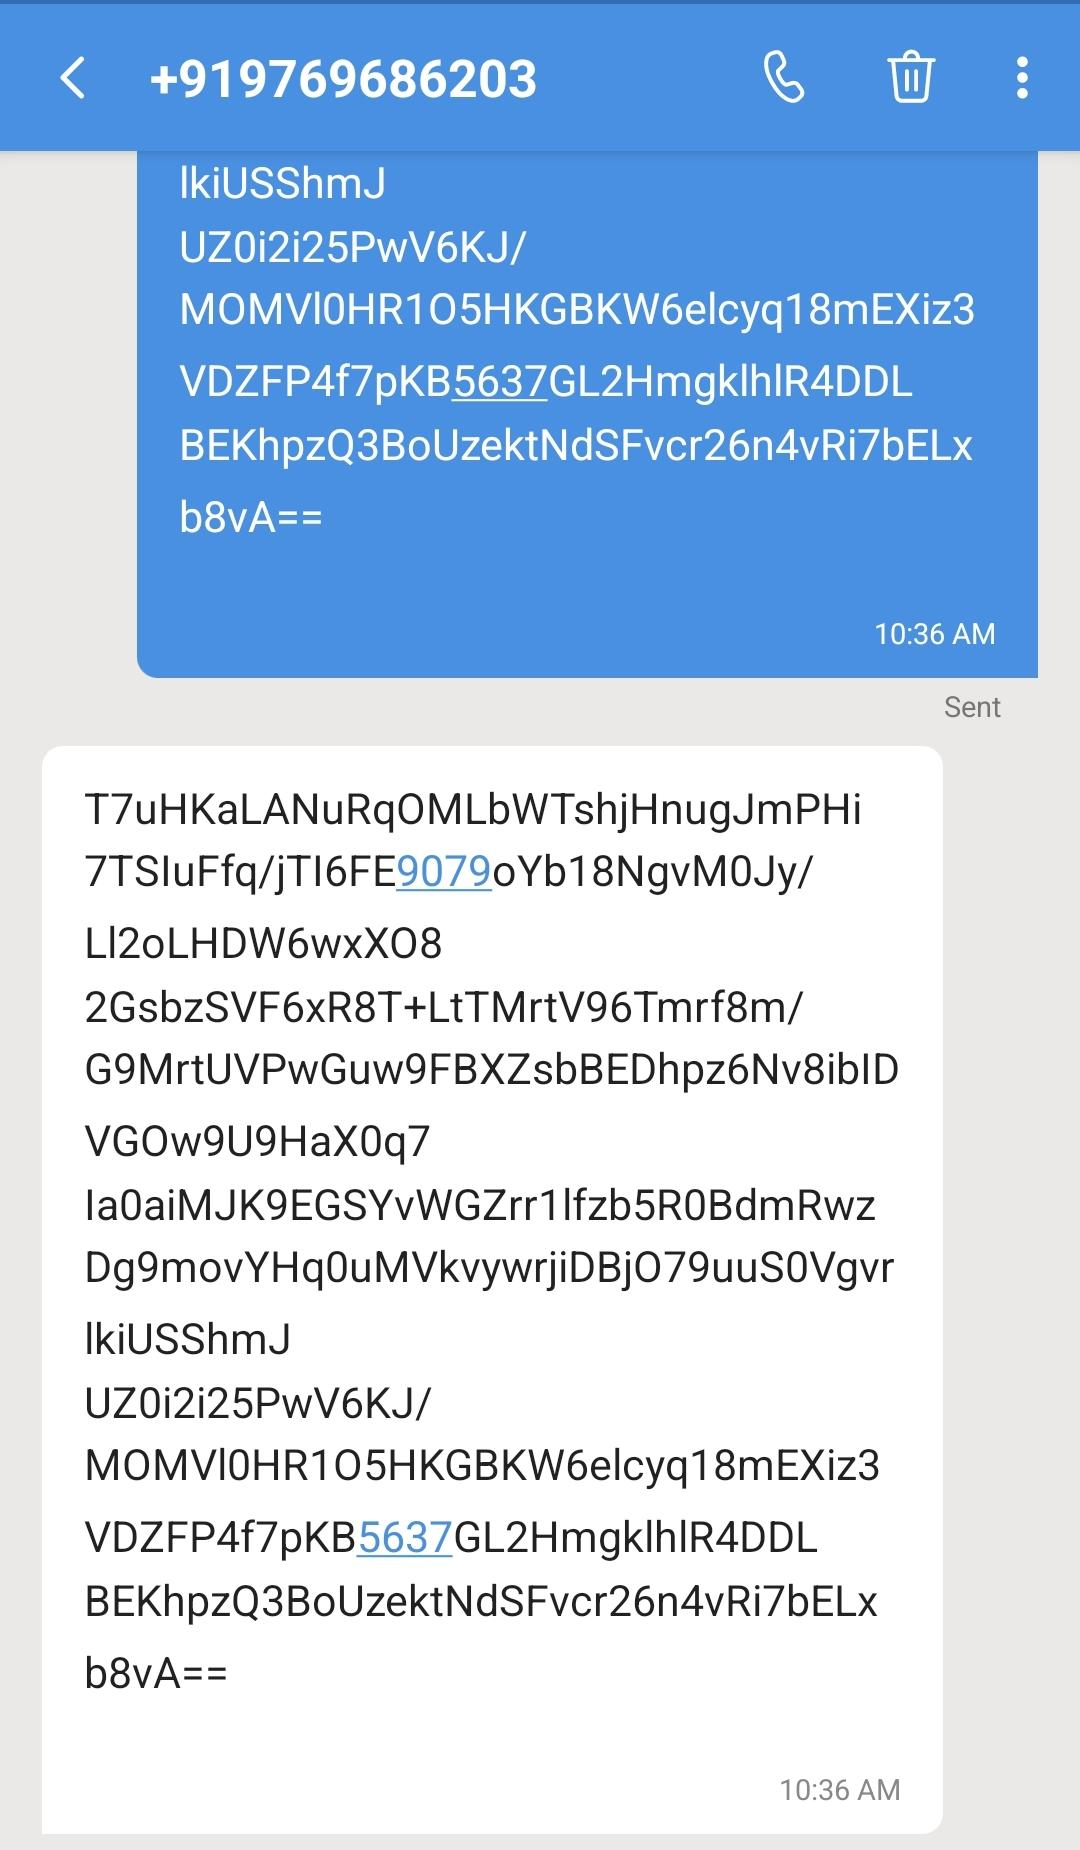 +919769686203
lkiUSShmJ
UZ0i2i25PwV6KJ/
MOMVl0HR1O5HKGBKW6elcyq18mEXiz3
VDZFP4f7pKB5637GL2HmgklhlR4DDL
BEKhpzQ3BoUzektNdSFvcr26n4vRi7bELx
b8vA==
10:36 AM
Sent
T7uHKaLANuRqOMLbWTshjHnugJmPHi
7TSIuFfq/jTI6FE9079oYb18NgvM0Jy/
Ll2oLHDW6wxXO8
2GsbzSVF6xR8T+LtTMrtV96Tmrf8m/
G9MrtUVPwGuw9FBXZsbBEDhpz6Nv8ibID
VGOw9U9HaX0q7
Ia0aiMJK9EGSYvWGZrr1lfzb5R0BdmRwz
Dg9movYHq0uMVkvywrjiDBjO79uuS0Vgvr
lkiUSShmJ
UZ0i2i25PwV6KJ/
MOMVl0HR1O5HKGBKW6elcyq18mEXiz3
VDZFP4f7pKB5637GL2HmgklhlR4DDL
BEKhpzQ3BoUzektNdSFvcr26n4vRi7bELx
b8vA==
10:36 AM